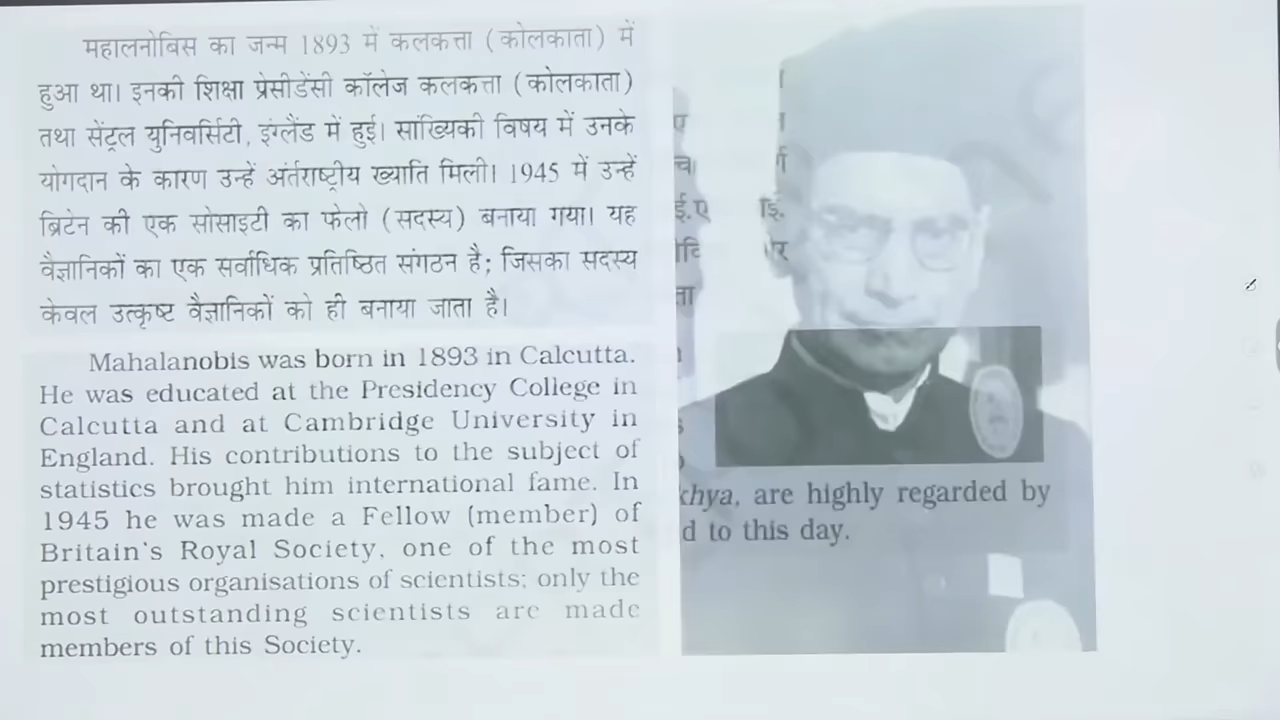 महालनोबिस का जन्म 1893 में कलकत्ता (कोलकाता) में
हुआ था। इनकी शिक्षा प्रेसीडेंसी कॉलेज कलकत्ता (कोलकाता)
तथा सेंट्रल युनिवर्सिटी, इंग्लैंड में हुई। सांख्यिकी विषय में उनके
योगदान के कारण उन्हें अंर्तराष्ट्रीय ख्याति मिली। 1945 में उन्हें
ब्रिटेन की एक सोसाइटी का फेलो (सदस्य) बनाया गया। यह
वैज्ञानिकों का एक सर्वाधिक प्रतिष्ठित संगठन है; जिसका सदस्य
केवल उत्कृष्ट वैज्ञानिकों को ही बनाया जाता है।
Mahalanobis was born in 1893 in Calcutta.
He was educated at the Presidency College in
Calcutta and at Cambridge University in
England. His contributions to the subject of
statistics brought him international fame. In
1945 he was made a Fellow (member) of
Britain's Royal Society, one of the most
prestigious organisations of scientists; only the
most outstanding scientists are made
members of this Society.
khya, are highly regarded by
d to this day.